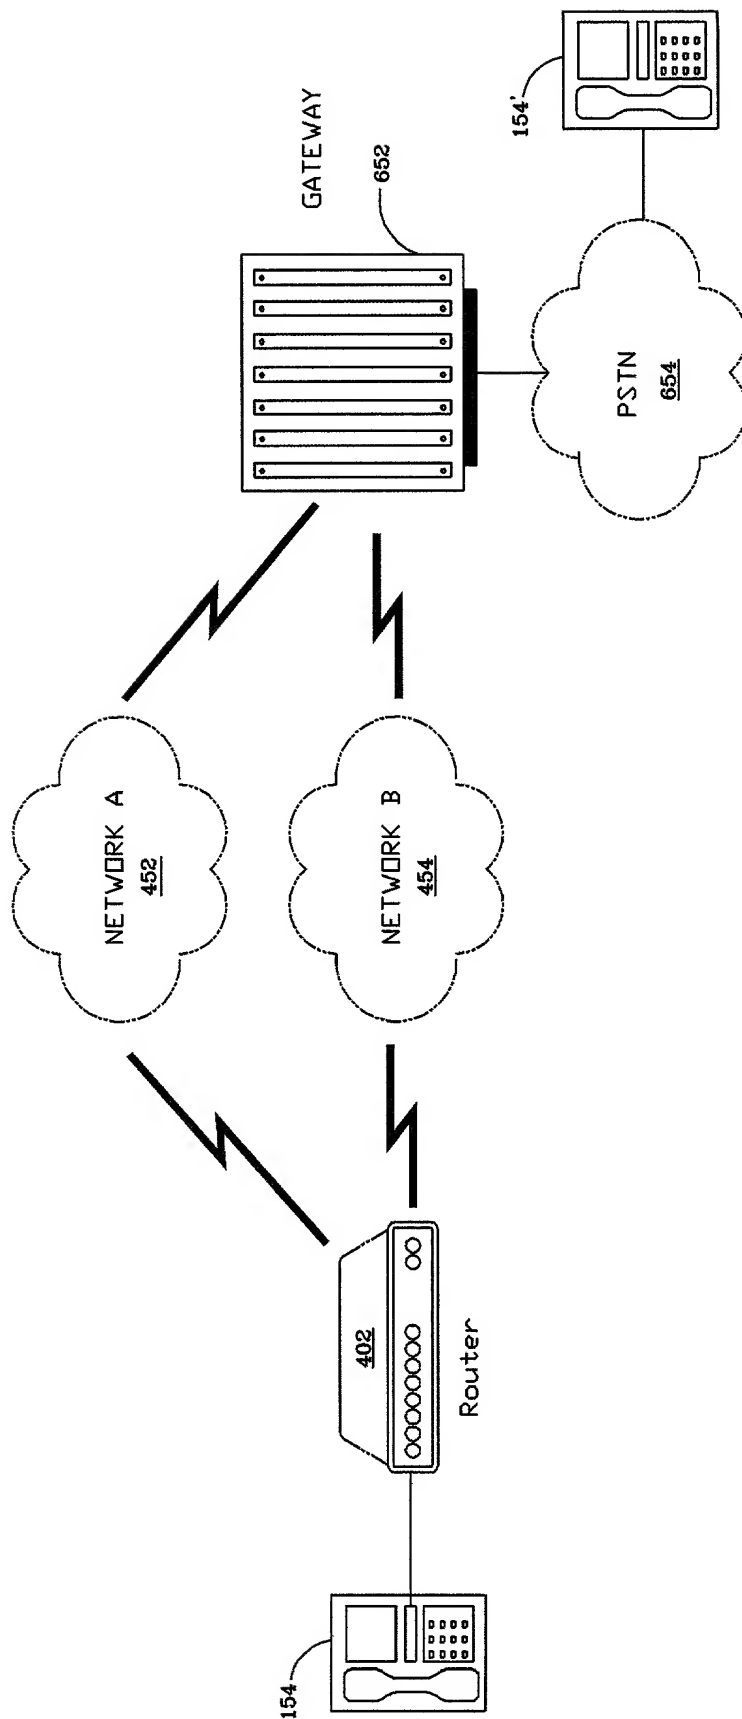 154
402
Router
NETWORK A
452
NETWORK B
454
GATEWAY
652
PSTN
654
154'